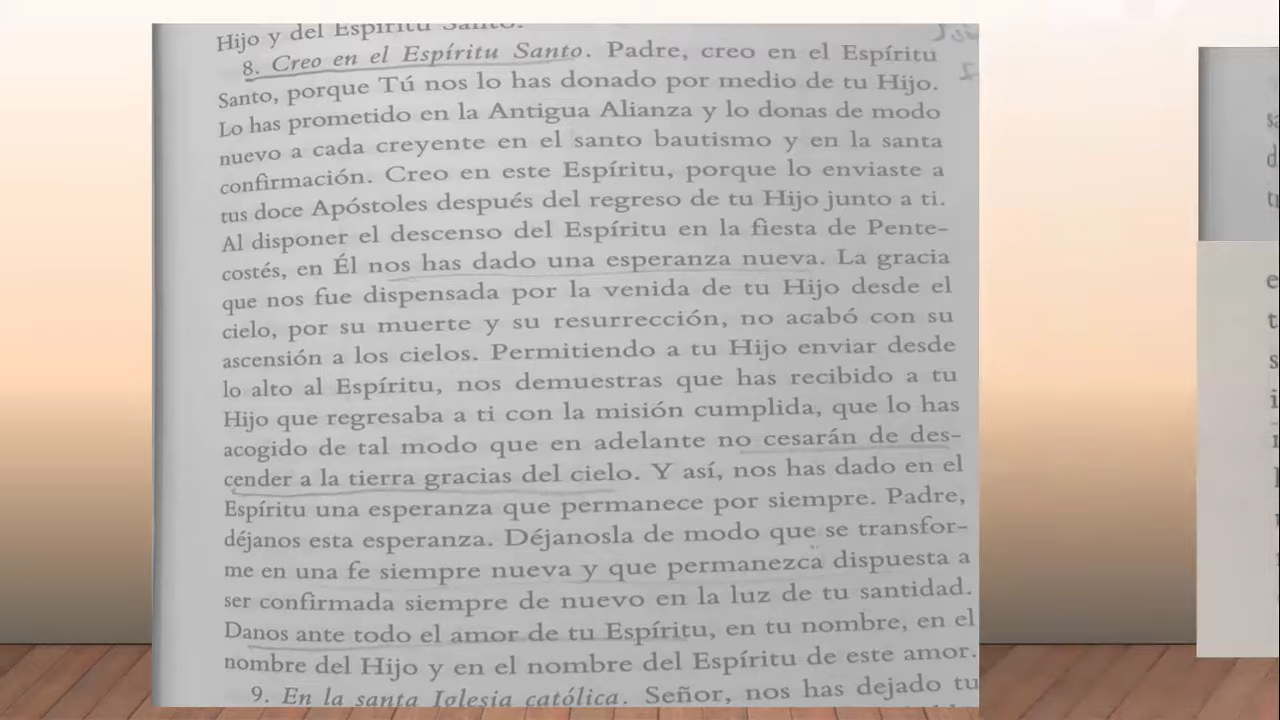 Hijo y del Espíritu Santo.
8. Creo en el Espíritu Santo. Padre, creo en el Espíritu
Santo, porque Tú nos lo has donado por medio de tu Hijo.
Lo has prometido en la Antigua Alianza y lo donas de modo
nuevo a cada creyente en el santo bautismo y en la santa
confirmación. Creo en este Espíritu, porque lo enviaste a
tus doce Apóstoles después del regreso de tu Hijo junto a ti.
Al disponer el descenso del Espíritu en la fiesta de Pente-
costés, en Él nos has dado una esperanza nueva. La gracia
que nos fue dispensada por la venida de tu Hijo desde el
cielo, por su muerte y su resurrección, no acabó con su
ascensión a los cielos. Permitiendo a tu Hijo enviar desde
lo alto al Espíritu, nos demuestras que has recibido a tu
Hijo que regresaba a ti con la misión cumplida, que lo has
acogido de tal modo que en adelante no cesarán de des-
cender a la tierra gracias del cielo. Y así, nos has dado en el
Espíritu una esperanza que permanece por siempre. Padre,
déjanos esta esperanza. Déjanosla de modo que se transfor-
me en una fe siempre nueva y que permanezca dispuesta a
ser confirmada siempre de nuevo en la luz de tu santidad.
Danos ante todo el amor de tu Espíritu, en tu nombre, en el
nombre del Hijo y en el nombre del Espíritu de este amor.
9. En la santa Iglesia católica. Señor, nos has dejado tu